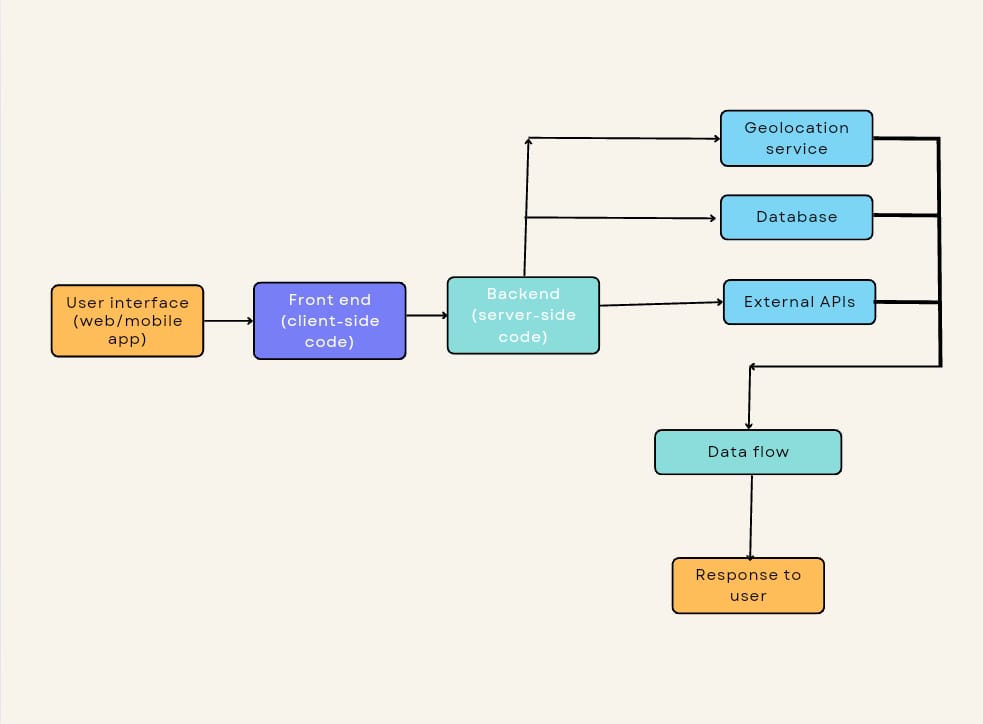 Geolocation
service
Database
User interface
(web/mobile
app)
Front end
(client-side
code)
Backend
(server-side
code)
External APIs
Data flow
Response to
user